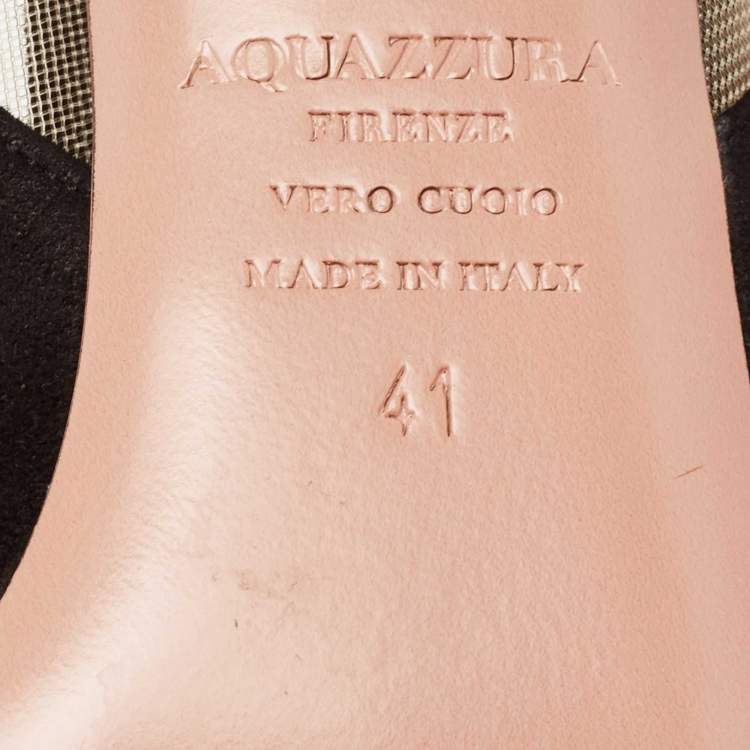 AQUAZZURA
FIRENZE
VERO CUOIO
MADE IN ITALY
41